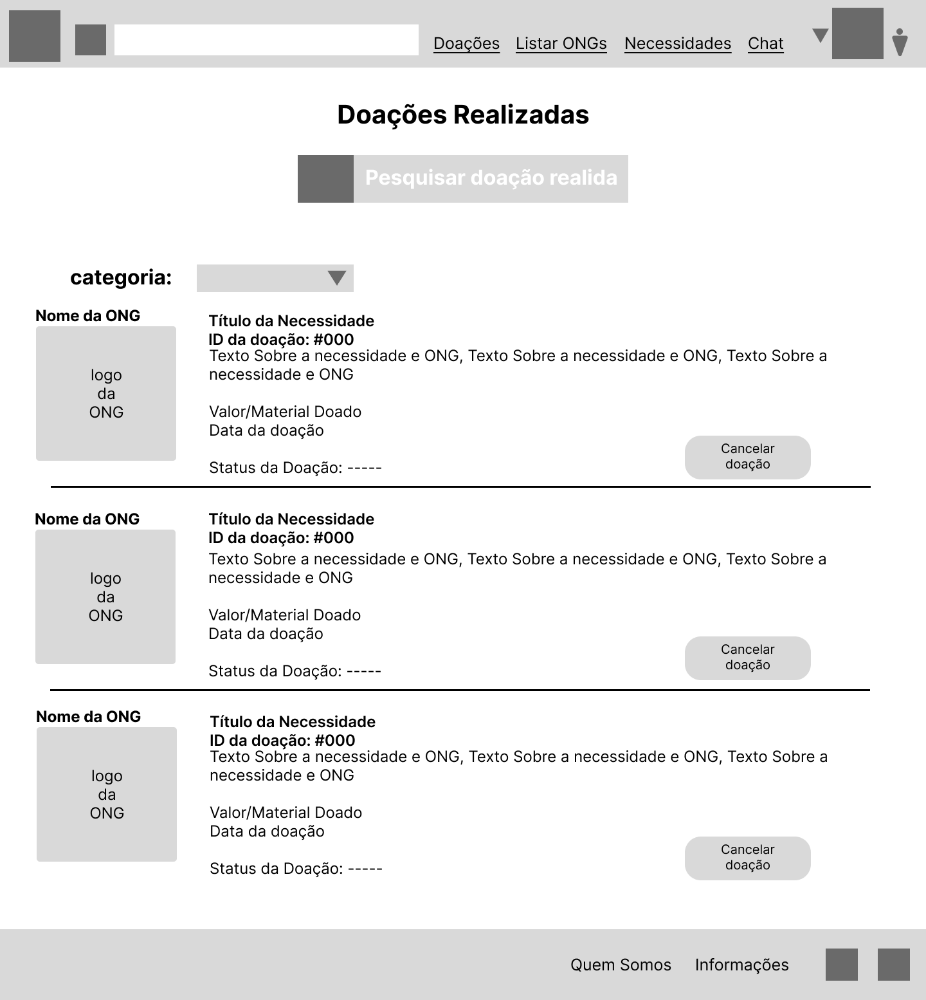 Doações Listar ONGs Necessidades Chat
Doações Realizadas
Pesquisar doação realida
categoria:
Nome da ONG
logo
da
ONG
Título da Necessidade
ID da doação: #000
Texto Sobre a necessidade e ONG, Texto Sobre a necessidade e ONG, Texto Sobre a
necessidade e ONG
Valor/Material Doado
Data da doação
Status da Doação: -----
Cancelar
doação
Nome da ONG
logo
da
ONG
Título da Necessidade
ID da doação: #000
Texto Sobre a necessidade e ONG, Texto Sobre a necessidade e ONG, Texto Sobre a
necessidade e ONG
Valor/Material Doado
Data da doação
Status da Doação: -----
Cancelar
doação
Nome da ONG
logo
da
ONG
Título da Necessidade
ID da doação: #000
Texto Sobre a necessidade e ONG, Texto Sobre a necessidade e ONG, Texto Sobre a
necessidade e ONG
Valor/Material Doado
Data da doação
Status da Doação: -----
Cancelar
doação
Quem Somos Informações